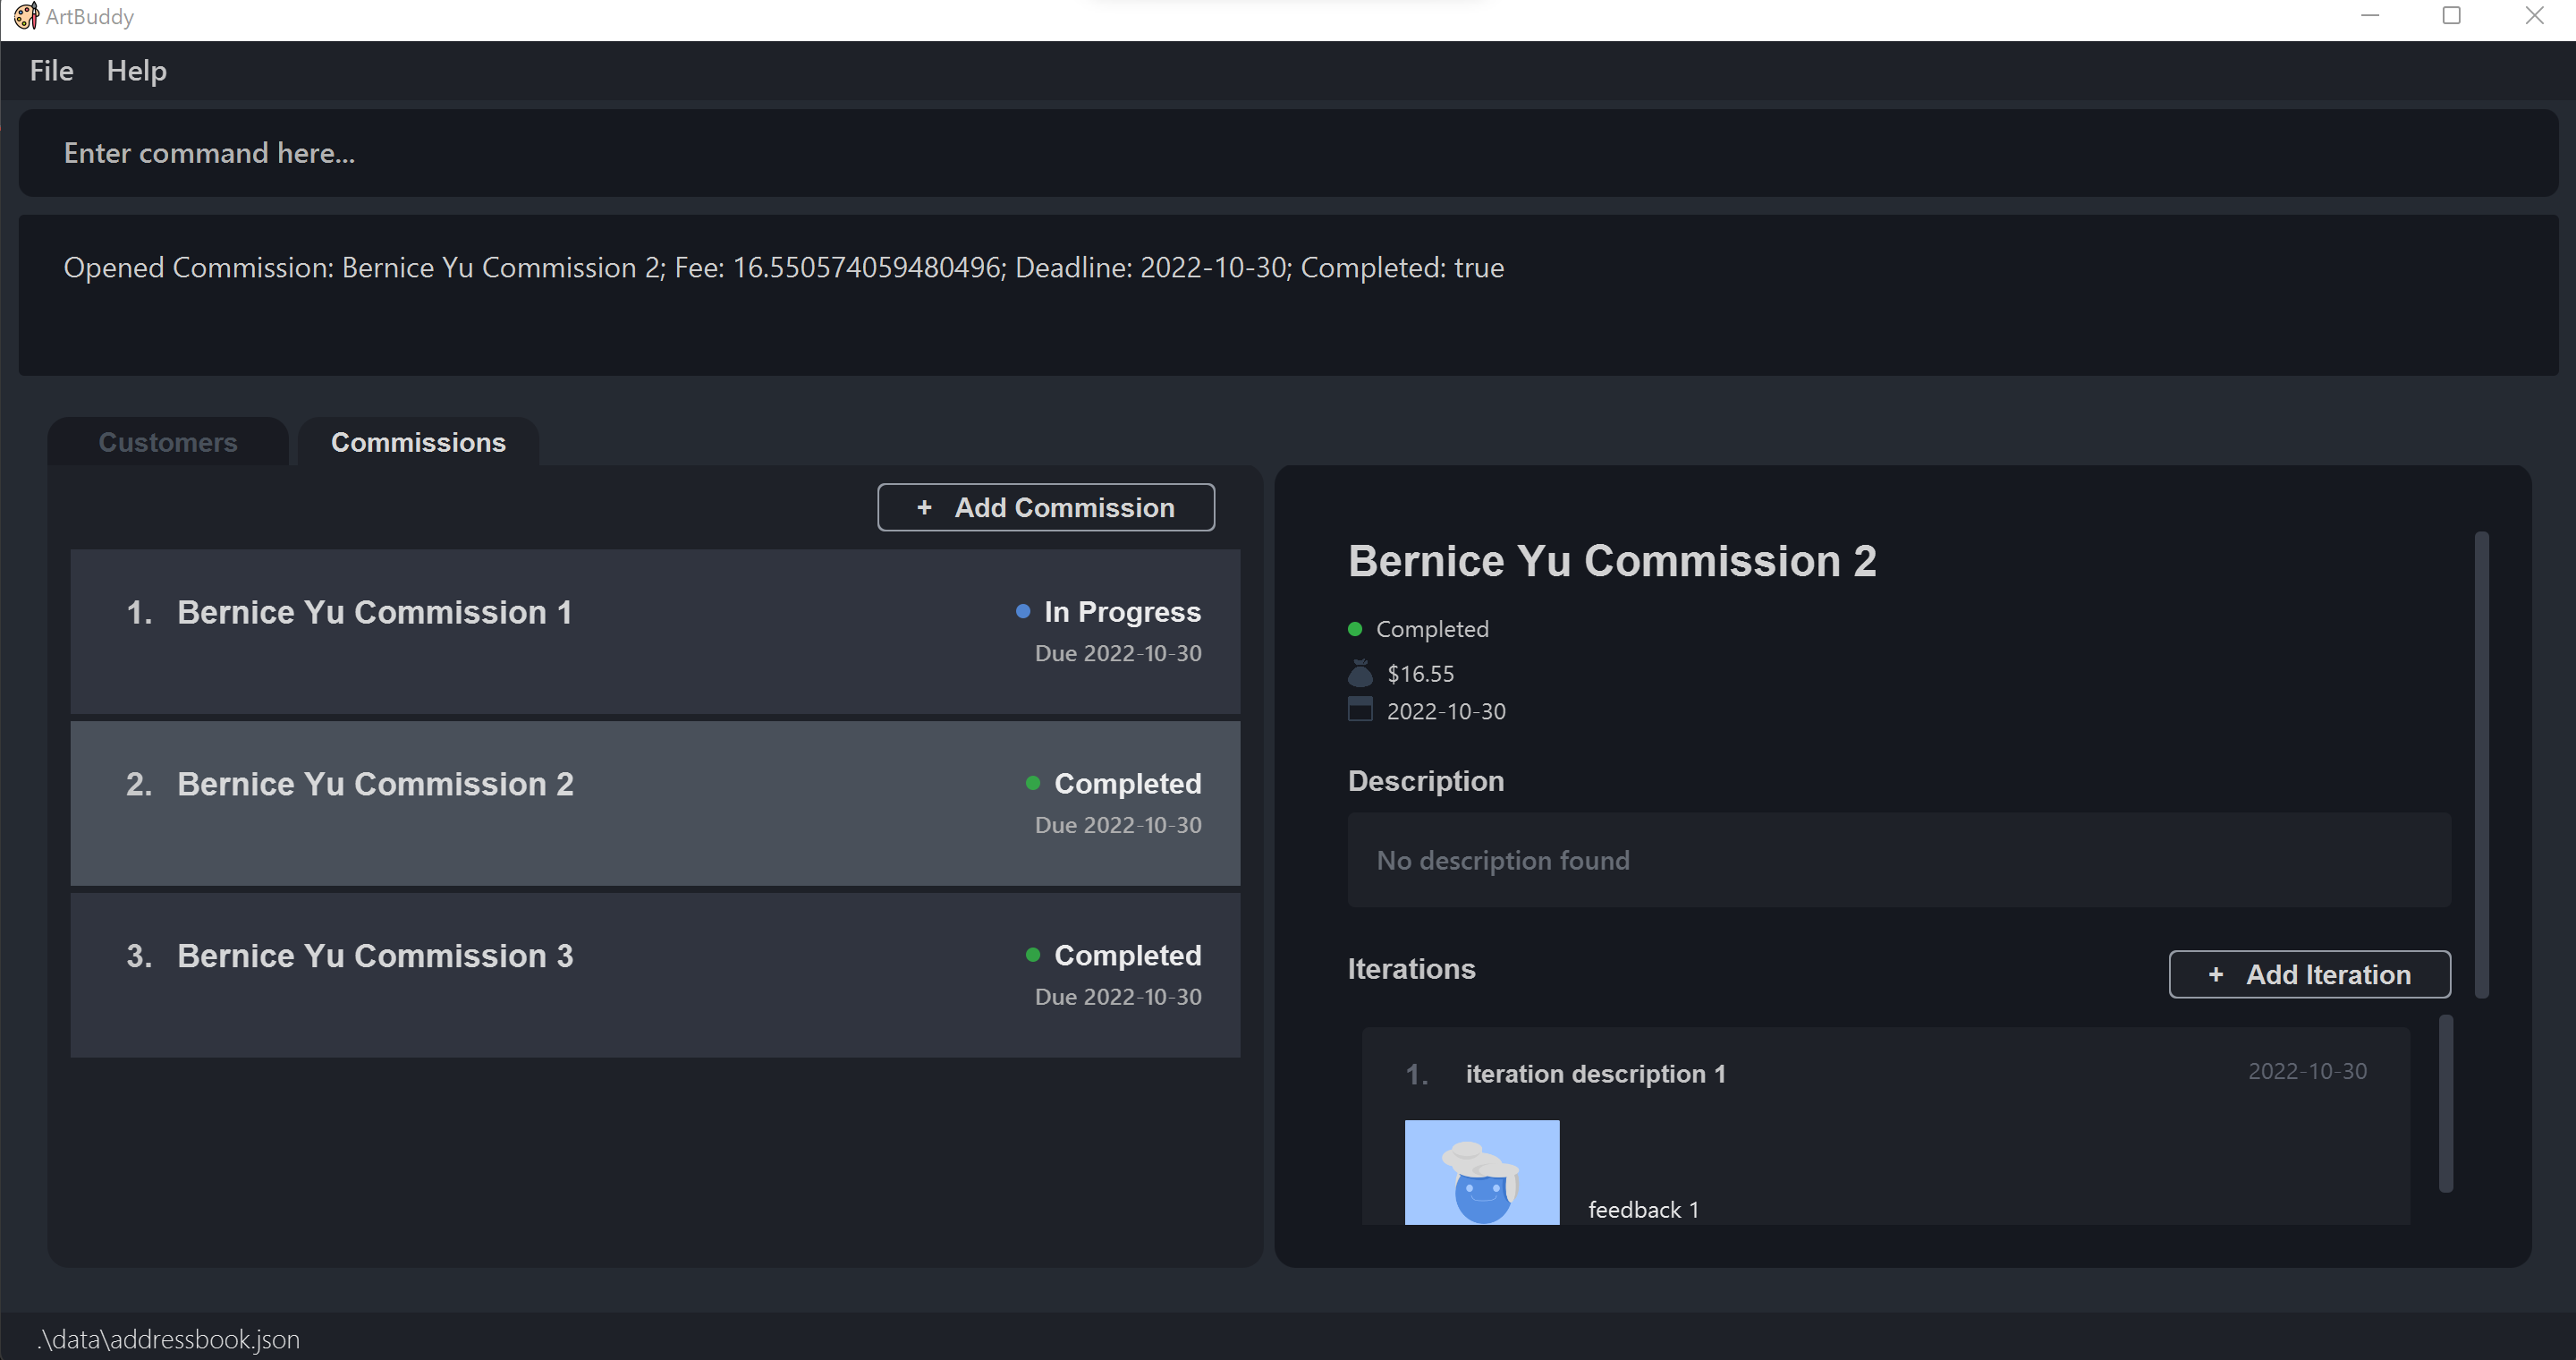 ArtBuddy
File Help
Enter command here...
Opened Commission: Bernice Yu Commission 2; Fee: 16.550574059480496; Deadline: 2022-10-30; Completed: true
Customers Commissions
+ Add Commission
1. Bernice Yu Commission 1
In Progress
Due 2022-10-30
2. Bernice Yu Commission 2
Completed
Due 2022-10-30
3. Bernice Yu Commission 3
Completed
Due 2022-10-30
Bernice Yu Commission 2
Completed
$16.55
2022-10-30
Description
No description found
Iterations
+ Add Iteration
1. iteration description 1
2022-10-30
feedback 1
.\data\addressbook.json